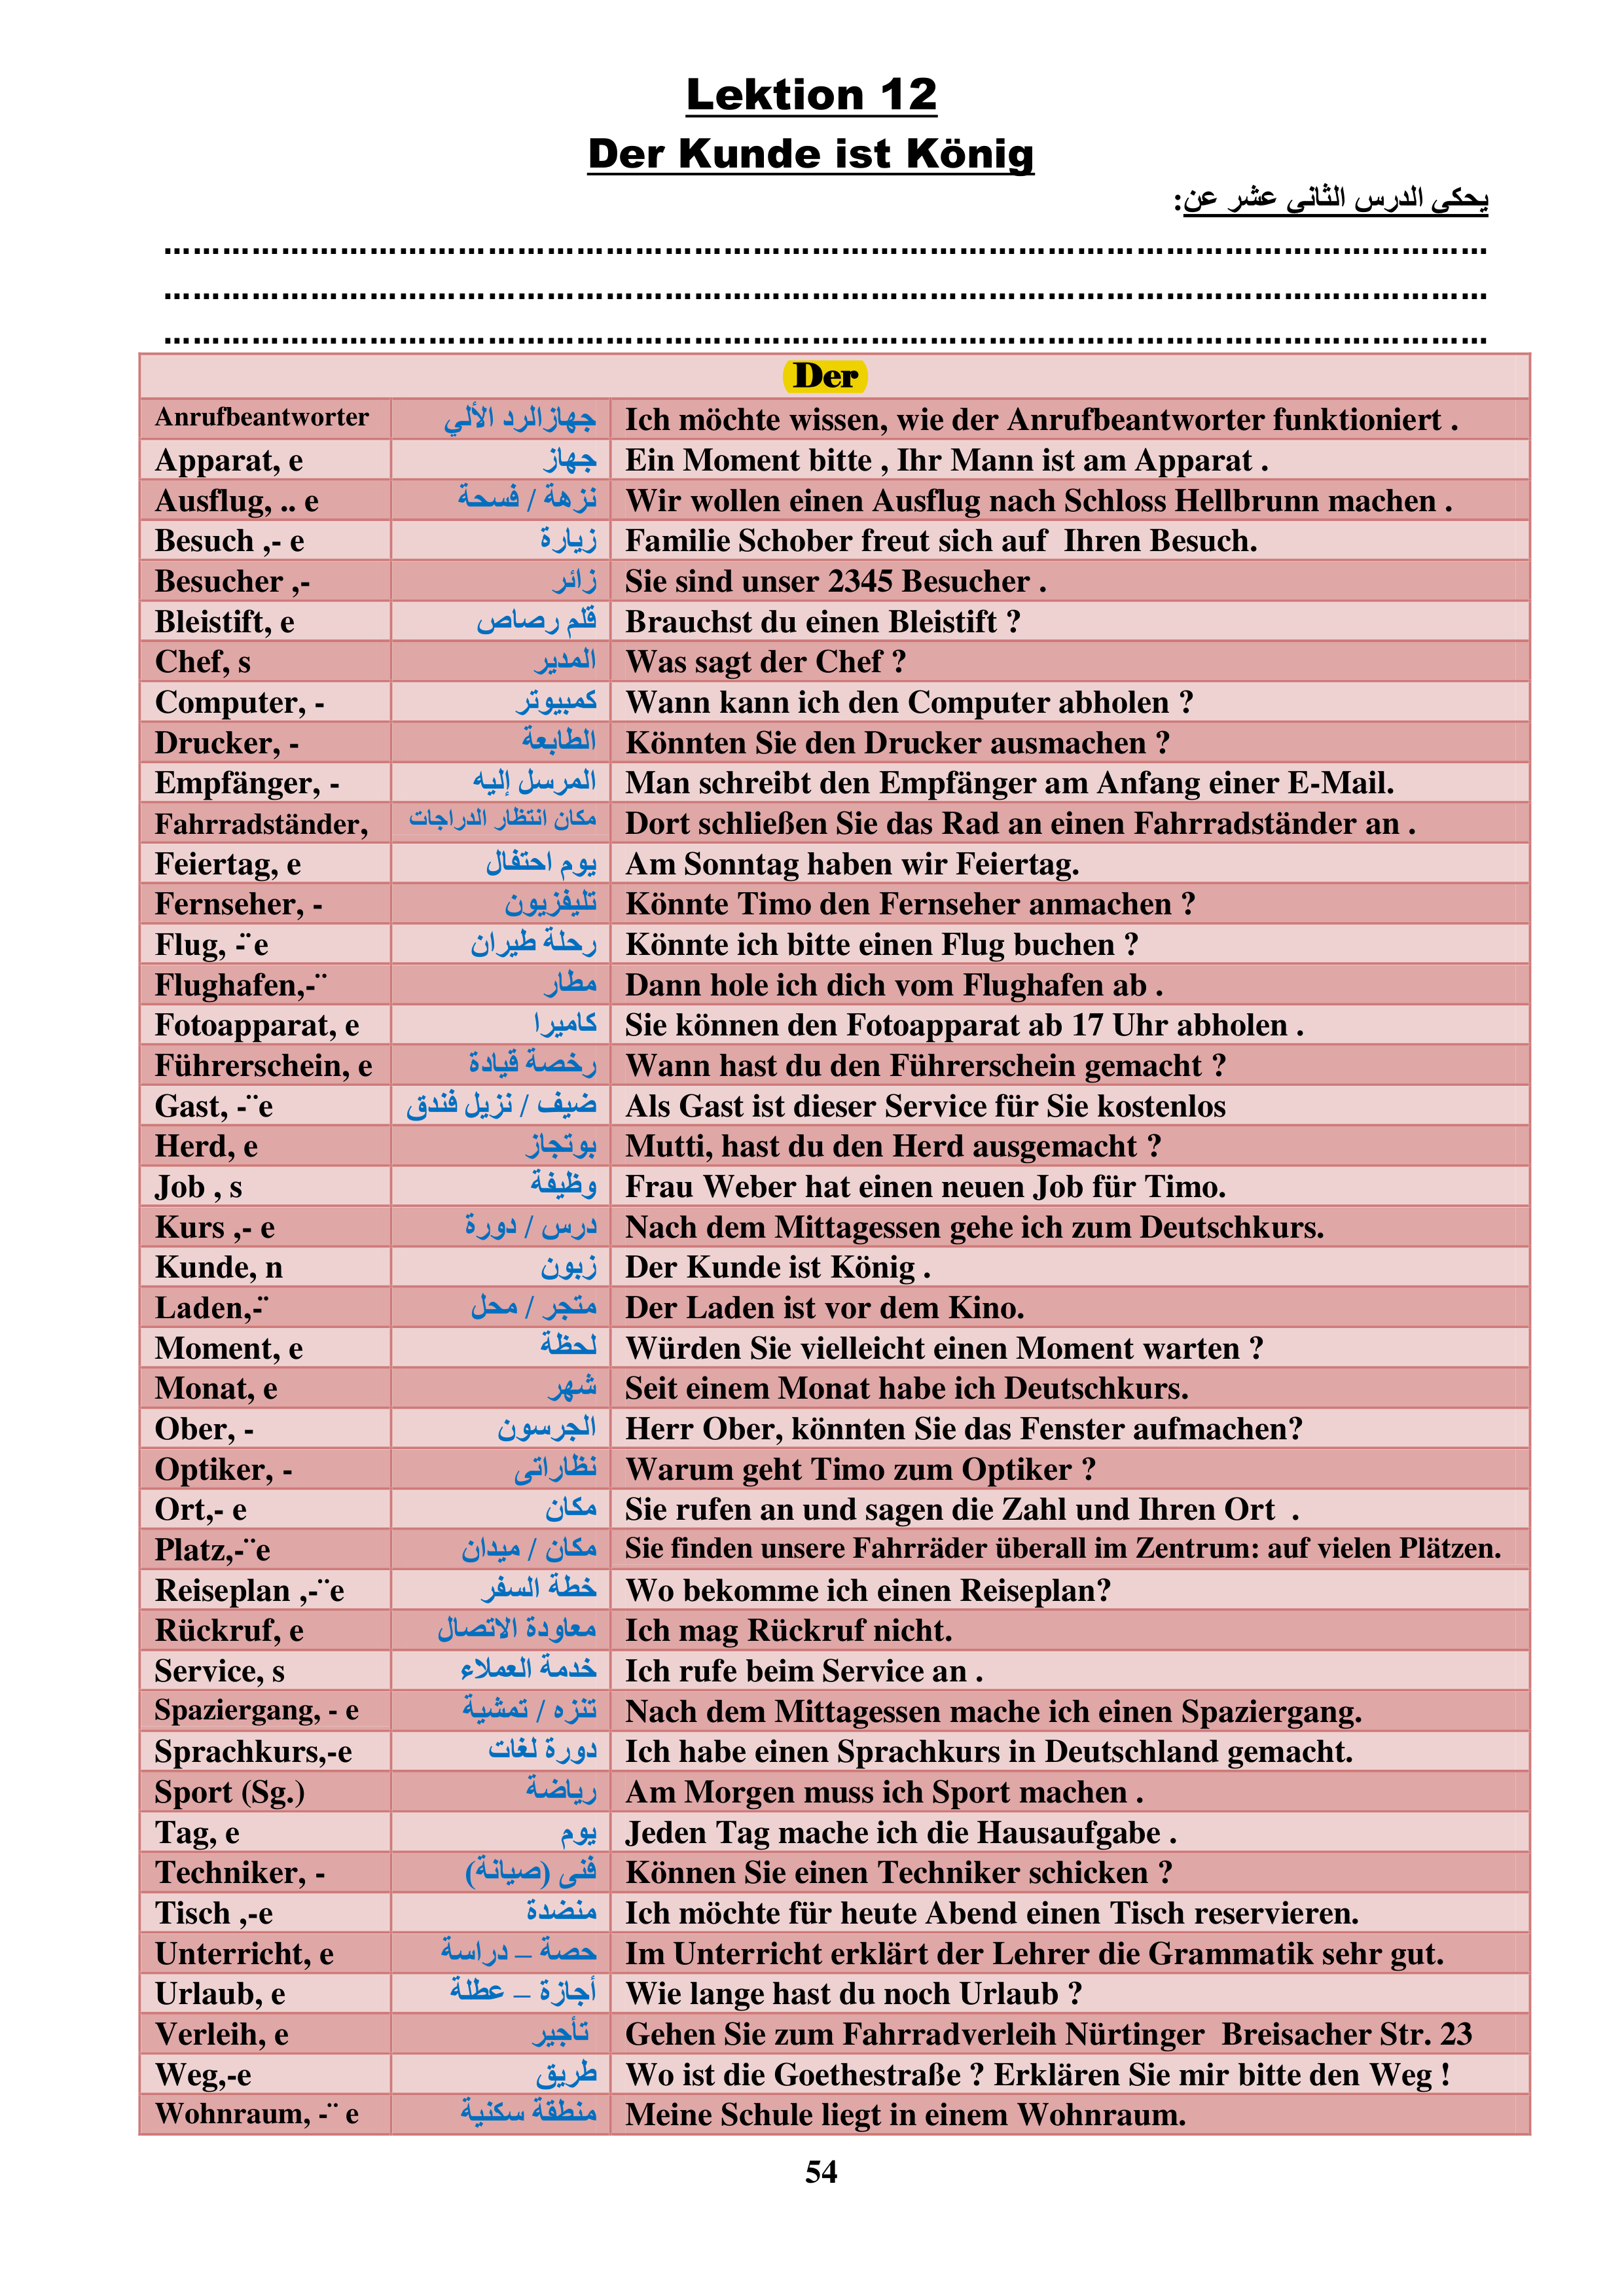 Lektion 12
Der Kunde ist König
يحكي الدرس الثاني عشر عن:
................................................................................
................................................................................
................................................................................
Der
Anrufbeantworter جهازالرد الألي Ich möchte wissen, wie der Anrufbeantworter funktioniert .
Apparat, e جهاز Ein Moment bitte , Ihr Mann ist am Apparat .
Ausflug, .. e نزهة / فسحة Wir wollen einen Ausflug nach Schloss Hellbrunn machen .
Besuch ,- e زيارة Familie Schober freut sich auf Ihren Besuch.
Besucher ,- زائر Sie sind unser 2345 Besucher .
Bleistift, e قلم رصاص Brauchst du einen Bleistift ?
Chef, s المدير Was sagt der Chef ?
Computer, - كمبيوتر Wann kann ich den Computer abholen ?
Drucker, - الطابعة Könnten Sie den Drucker ausmachen ?
Empfänger, - المرسل إليه Man schreibt den Empfänger am Anfang einer E-Mail.
Fahrradständer, مكان انتظار الدراجات Dort schließen Sie das Rad an einen Fahrradständer an .
Feiertag, e يوم احتفال Am Sonntag haben wir Feiertag.
Fernseher, - تليفزيون Könnte Timo den Fernseher anmachen ?
Flug, -¨e رحلة طيران Könnte ich bitte einen Flug buchen ?
Flughafen,-¨ مطار Dann hole ich dich vom Flughafen ab .
Fotoapparat, e كاميرا Sie können den Fotoapparat ab 17 Uhr abholen .
Führerschein, e رخصة قيادة Wann hast du den Führerschein gemacht ?
Gast, -¨e ضيف / نزيل فندق Als Gast ist dieser Service für Sie kostenlos
Herd, e بوتجاز Mutti, hast du den Herd ausgemacht ?
Job , s وظيفة Frau Weber hat einen neuen Job für Timo.
Kurs ,- e درس / دورة Nach dem Mittagessen gehe ich zum Deutschkurs.
Kunde, n زبون Der Kunde ist König .
Laden,-¨ متجر / محل Der Laden ist vor dem Kino.
Moment, e لحظة Würden Sie vielleicht einen Moment warten ?
Monat, e شهر Seit einem Monat habe ich Deutschkurs.
Ober, - الجرسون Herr Ober, könnten Sie das Fenster aufmachen?
Optiker, - نظاراتى Warum geht Timo zum Optiker ?
Ort,- e مكان Sie rufen an und sagen die Zahl und Ihren Ort .
Platz,-¨e مكان / ميدان Sie finden unsere Fahrräder überall im Zentrum: auf vielen Plätzen.
Reiseplan ,-¨e خطة السفر Wo bekomme ich einen Reiseplan?
Rückruf, e معاودة الاتصال Ich mag Rückruf nicht.
Service, s خدمة العملاء Ich rufe beim Service an .
Spaziergang, - e تنزه / تمشية Nach dem Mittagessen mache ich einen Spaziergang.
Sprachkurs,-e دورة لغات Ich habe einen Sprachkurs in Deutschland gemacht.
Sport (Sg.) رياضة Am Morgen muss ich Sport machen .
Tag, e يوم Jeden Tag mache ich die Hausaufgabe .
Techniker, - فنى (صيانة) Können Sie einen Techniker schicken ?
Tisch ,-e منضدة Ich möchte für heute Abend einen Tisch reservieren.
Unterricht, e حصة – دراسة Im Unterricht erklärt der Lehrer die Grammatik sehr gut.
Urlaub, e أجازة – عطلة Wie lange hast du noch Urlaub ?
Verleih, e تأجير Gehen Sie zum Fahrradverleih Nürtinger Breisacher Str. 23
Weg,-e طريق Wo ist die Goethestraße ? Erklären Sie mir bitte den Weg !
Wohnraum, -¨ e منطقة سكنية Meine Schule liegt in einem Wohnraum.
54